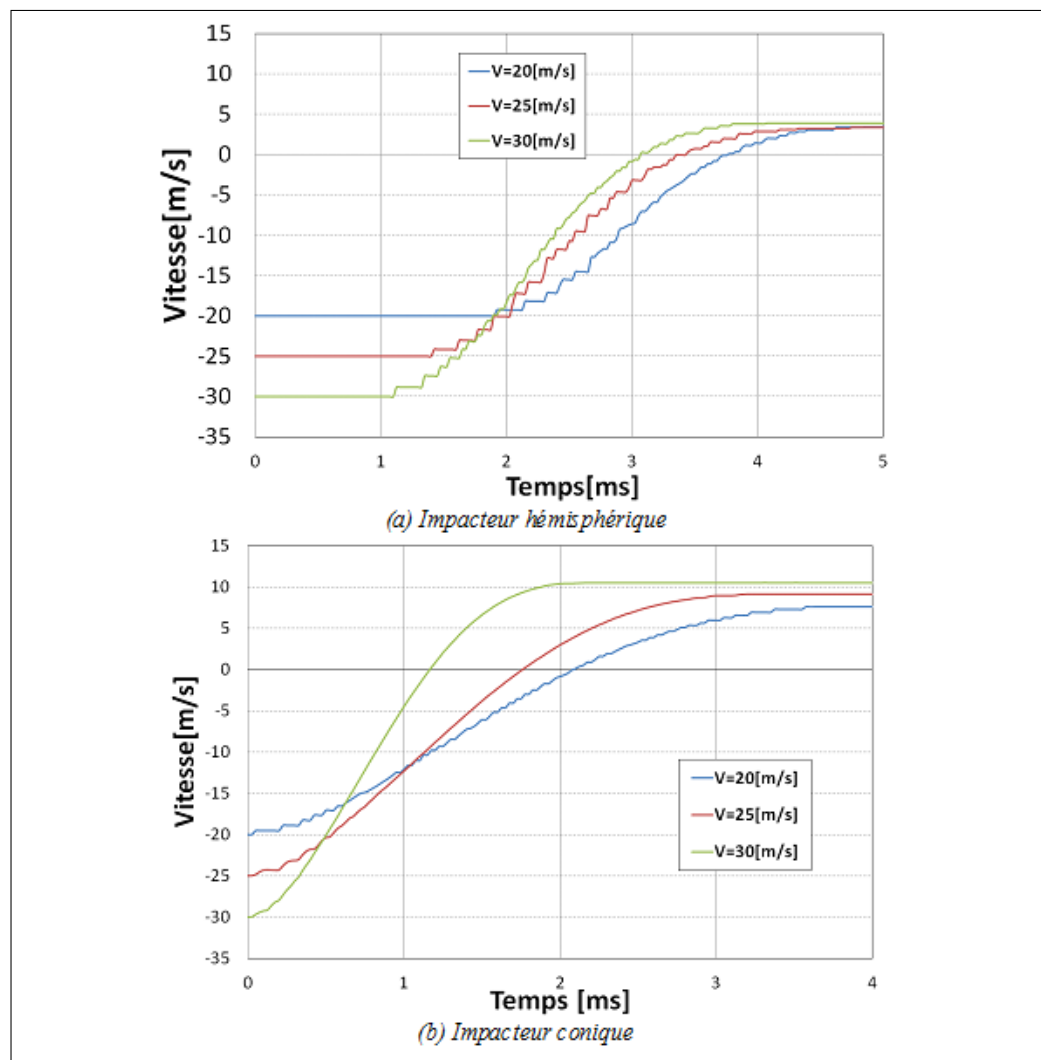 15
10
5
0
-5
-10
-15
-20
-25
-30
-35
Vitesse[m/s]
V=20[m/s]
V=25[m/s]
V=30[m/s]
0 1 2 3 4 5
Temps[ms]
(a) Impacteur hémisphérique
15
10
5
0
-5
-10
-15
-20
-25
-30
-35
Vitesse[m/s]
V=20[m/s]
V=25[m/s]
V=30[m/s]
0 1 2 3 4
Temps [ms]
(b) Impacteur conique